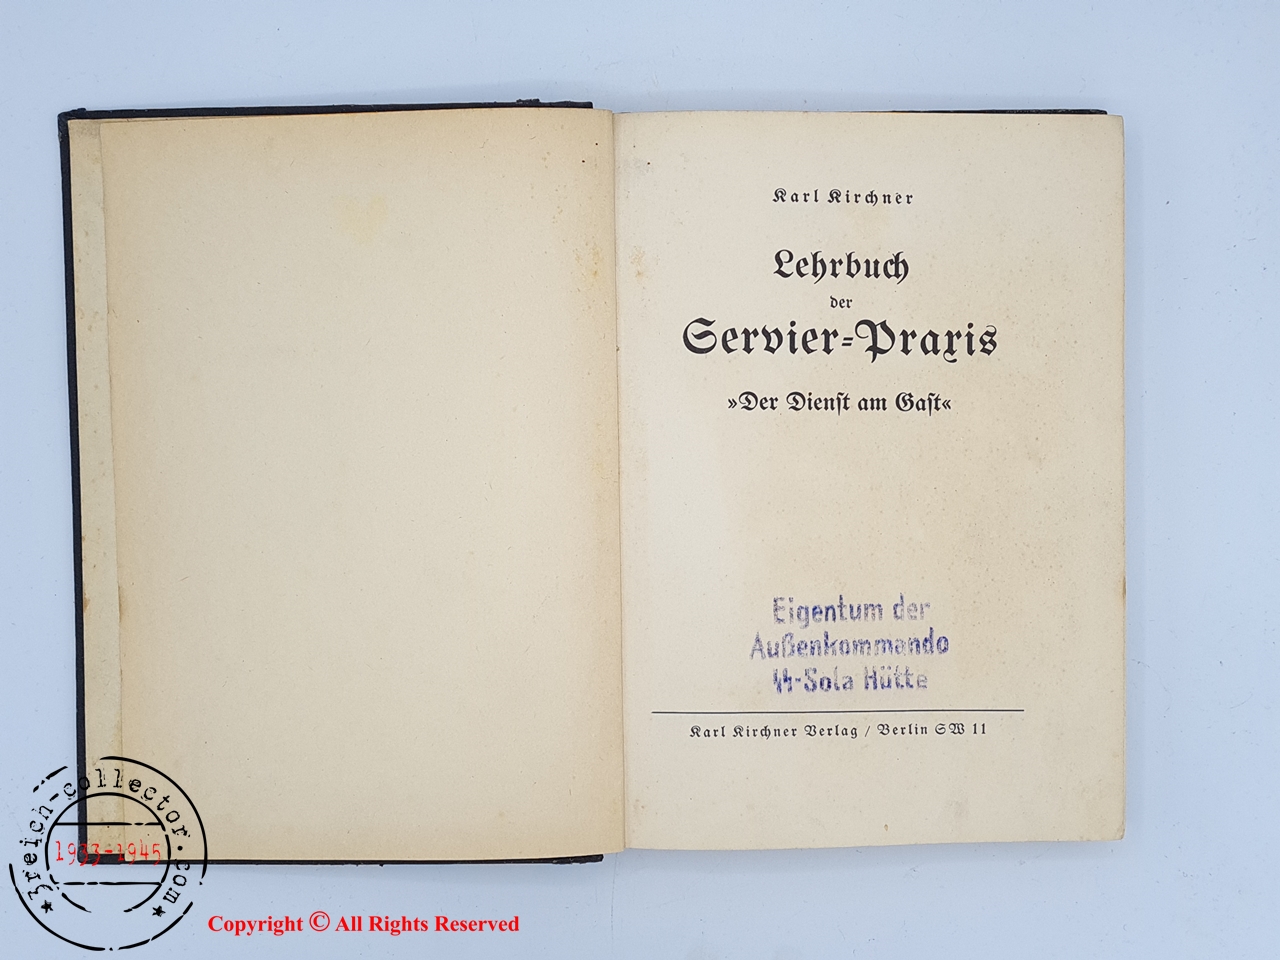 Karl Kirchner
Lehrbuch
der
Servier-Praxis
»Der Dienst am Gast«
Eigentum der
Außenkommando
SS-Sola Hütte
Karl Kirchner Verlag / Berlin SW 11
3reich-collector.com
1933-1945
Copyright © All Rights Reserved